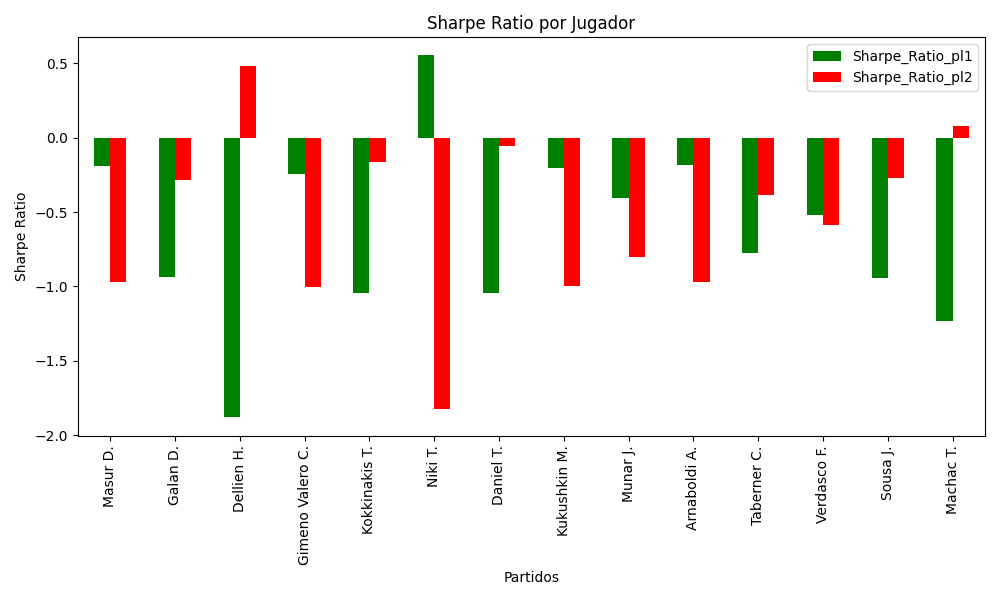 Sharpe Ratio por Jugador
Sharpe_Ratio_pl1
Sharpe_Ratio_pl2
Sharpe Ratio
0.5
0.0
−0.5
−1.0
−1.5
−2.0
Masur D.
Galan D.
Dellien H.
Gimeno Valero C.
Kokkinakis T.
Niki T.
Daniel T.
Kukushkin M.
Munar J.
Arnaboldi A.
Taberner C.
Verdasco F.
Sousa J.
Machac T.
Partidos